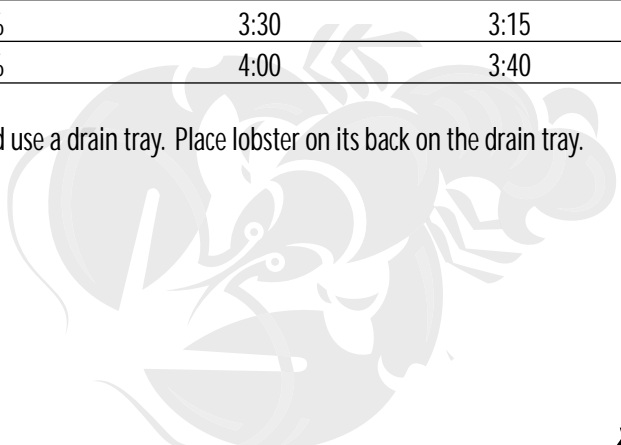 % 3:30 3:15
% 4:00 3:40
use a drain tray. Place lobster on its back on the drain tray.